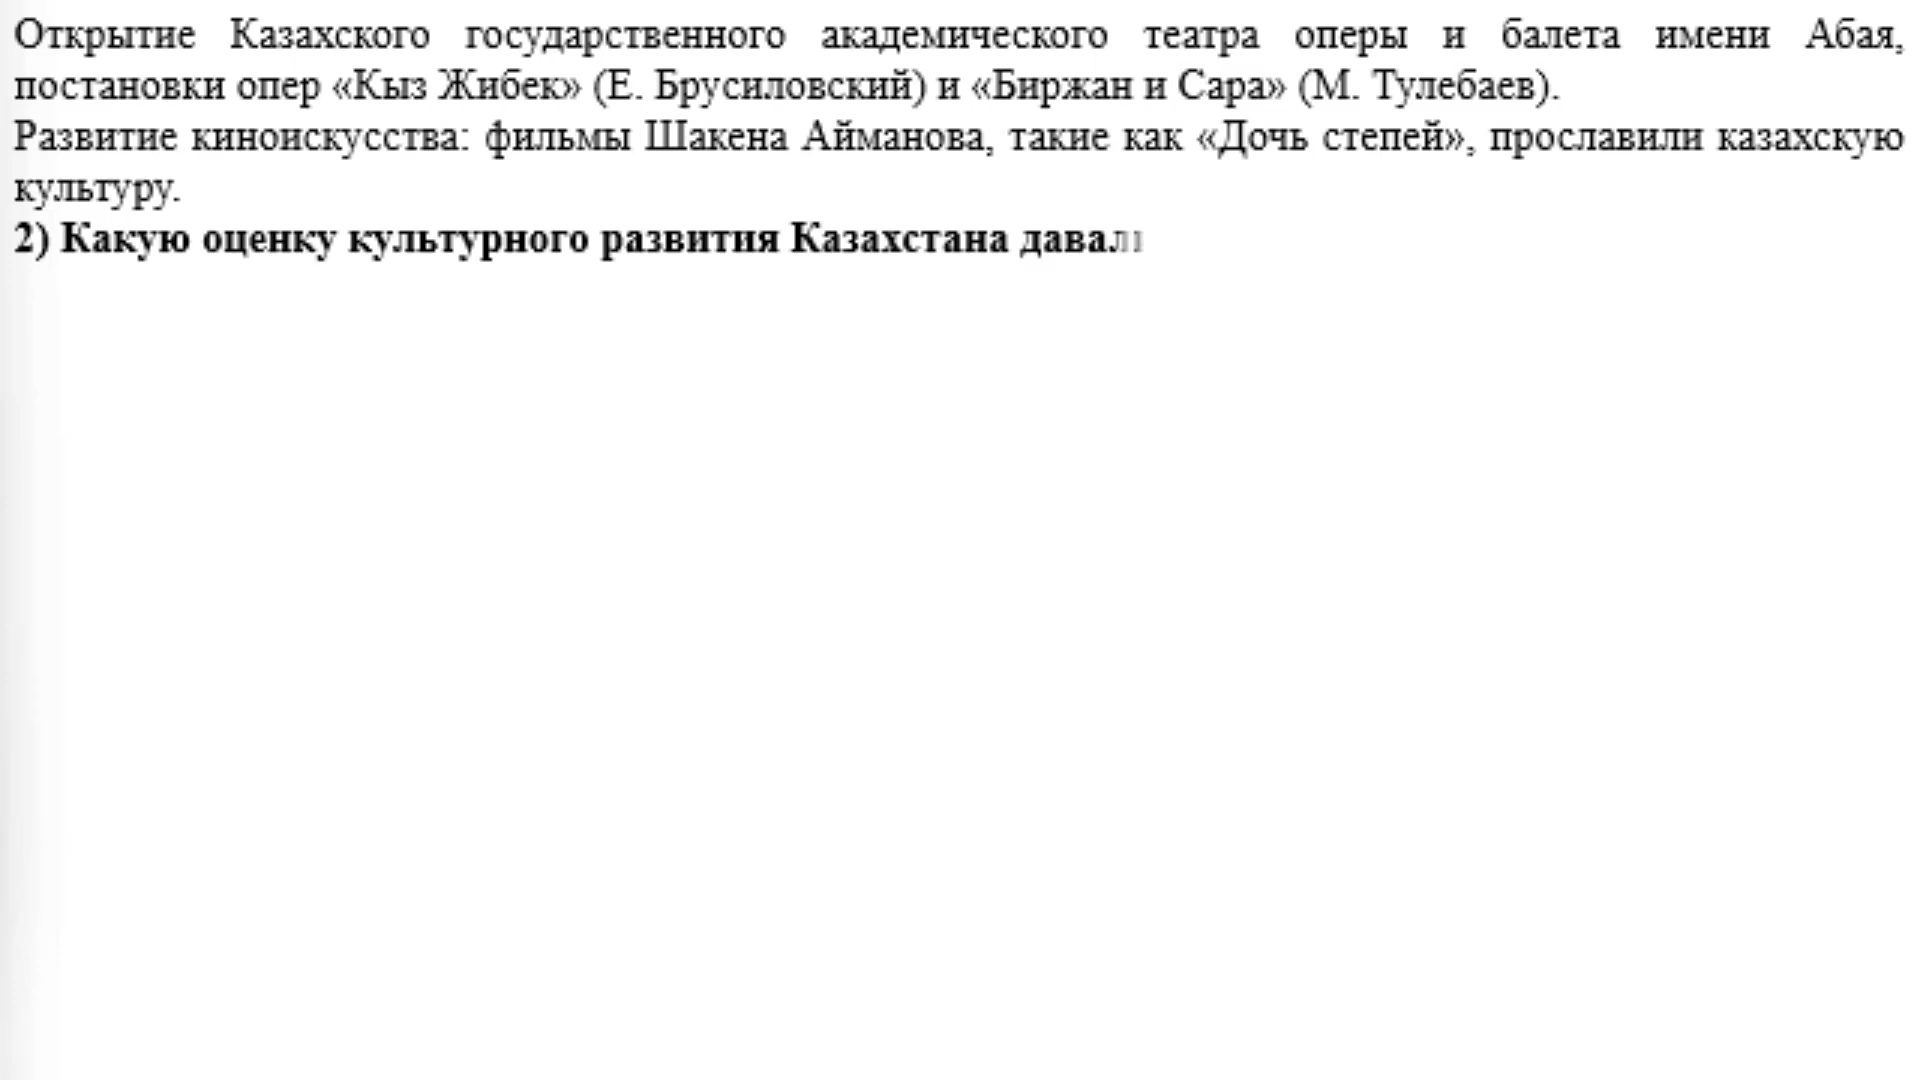 Открытие Казахского государственного академического театра оперы и балета имени Абая,
постановки опер «Кыз Жибек» (Е. Брусиловский) и «Биржан и Сара» (М. Тулебаев).
Развитие киноискусства: фильмы Шакена Айманова, такие как «Дочь степей», прославили казахскую
культуру.
2) Какую оценку культурного развития Казахстана